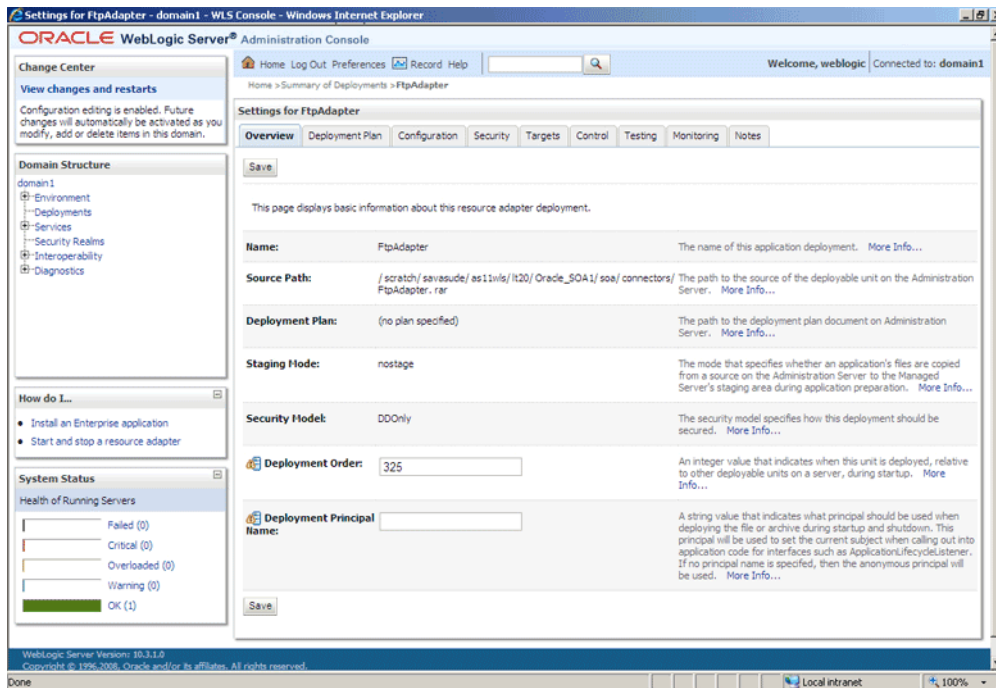 Settings for FtpAdapter - domain1 - WLS Console - Windows Internet Explorer
ORACLE WebLogic Server® Administration Console
Change Center
View changes and restarts
Configuration editing is enabled. Future
changes will automatically be activated as you
modify, add or delete items in this domain.
Domain Structure
domain1
Environment
Deployments
Services
Security Realms
Interoperability
Diagnostics
How do I...
Install an Enterprise application
Start and stop a resource adapter
System Status
Health of Running Servers
Failed (0)
Critical (0)
Overloaded (0)
Warning (0)
OK (1)
Home Log Out Preferences Record Help
Welcome, weblogic Connected to: domain1
Home >Summary of Deployments >FtpAdapter
Settings for FtpAdapter
Overview Deployment Plan Configuration Security Targets Control Testing Monitoring Notes
Save
This page displays basic information about this resource adapter deployment.
Name: FtpAdapter The name of this application deployment. More Info...
Source Path: /scratch/savasude/as11wls/lt20/Oracle_SOA1/soa/connectors/ The path to the source of the deployable unit on the Administration
FtpAdapter.rar Server. More Info...
Deployment Plan: (no plan specified) The path to the deployment plan document on Administration
Server. More Info...
Staging Mode: nostage The mode that specifies whether an application's files are copied
from a source on the Administration Server to the Managed
Server's staging area during application preparation. More Info...
Security Model: DDOnly The security model specifies how this deployment should be
secured. More Info...
Deployment Order: 325 An integer value that indicates when this unit is deployed, relative
to other deployable units on a server, during startup. More
Info...
Deployment Principal A string value that indicates what principal should be used when
Name: deploying the file or archive during startup and shutdown. This
principal will be used to set the current subject when calling out into
application code for interfaces such as ApplicationLifecycleListener.
If no principal name is specifed, then the anonymous principal will
be used. More Info...
Save
WebLogic Server Version: 10.3.1.0
Copyright © 1996,2008, Oracle and/or its affiliates. All rights reserved.
Done Local intranet 100%